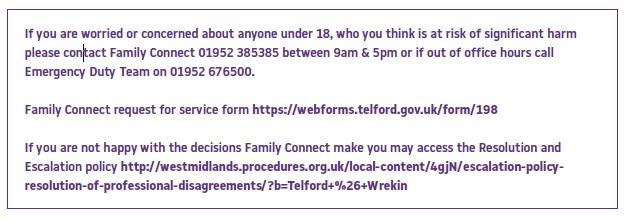 If you are worried or concerned about anyone under 18, who you think is at risk of significant harm
please contact Family Connect 01952 385385 between 9am & 5pm or if out of office hours call
Emergency Duty Team on 01952 676500.
Family Connect request for service form https://webforms.telford.gov.uk/form/198
If you are not happy with the decisions Family Connect make you may access the Resolution and
Escalation policy http://westmidlands.procedures.org.uk/local-content/4gjN/escalation-policy-
resolution-of-professional-disagreements/?b=Telford+%26+Wrekin